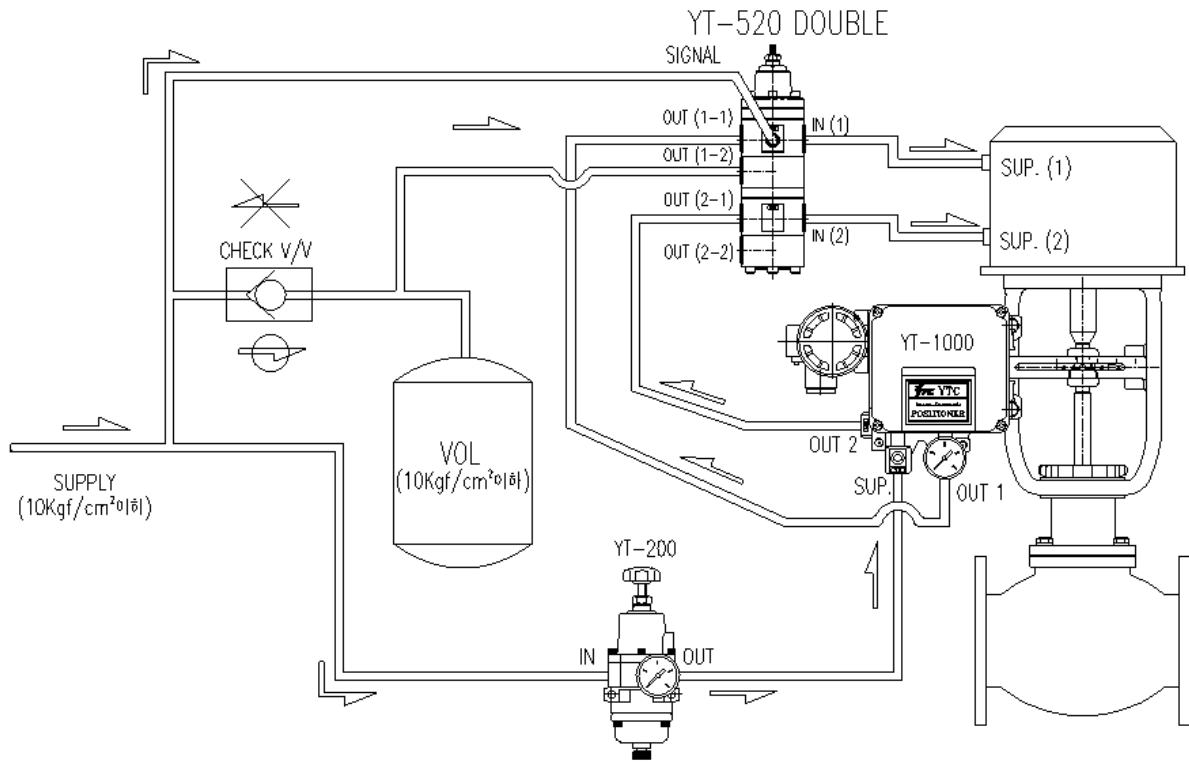 YT-520 DOUBLE
SIGNAL
OUT (1-1)
IN (1)
OUT (1-2)
SUP. (1)
OUT (2-1)
IN (2)
SUP. (2)
OUT (2-2)
CHECK V/V
YT-1000
YTC
POSITIONER
OUT 2
VOL
(10Kgf/cm²이하)
SUPPLY
(10Kgf/cm²이하)
SUP.
OUT 1
YT-200
IN
OUT